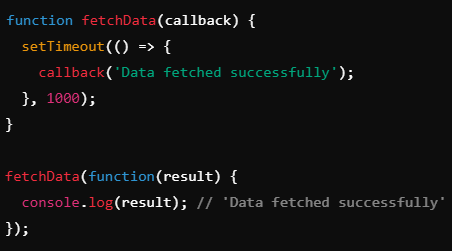 function fetchData(callback) {
  setTimeout(() => {
    callback('Data fetched successfully');
  }, 1000);
}

fetchData(function(result) {
  console.log(result); // 'Data fetched successfully'
});